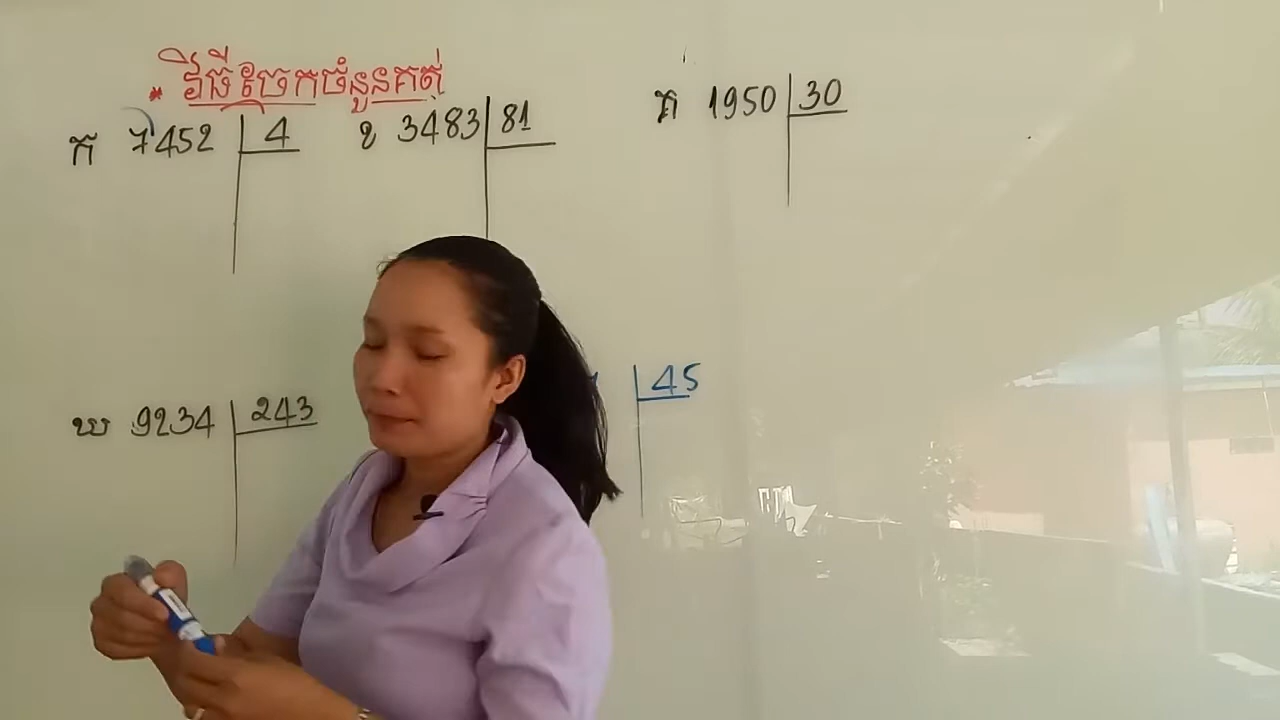 * វិធីចែកចំនួនគត់
ក 7452 4
ខ 3483 81
គ 1950 30
ឃ 9234 243
45